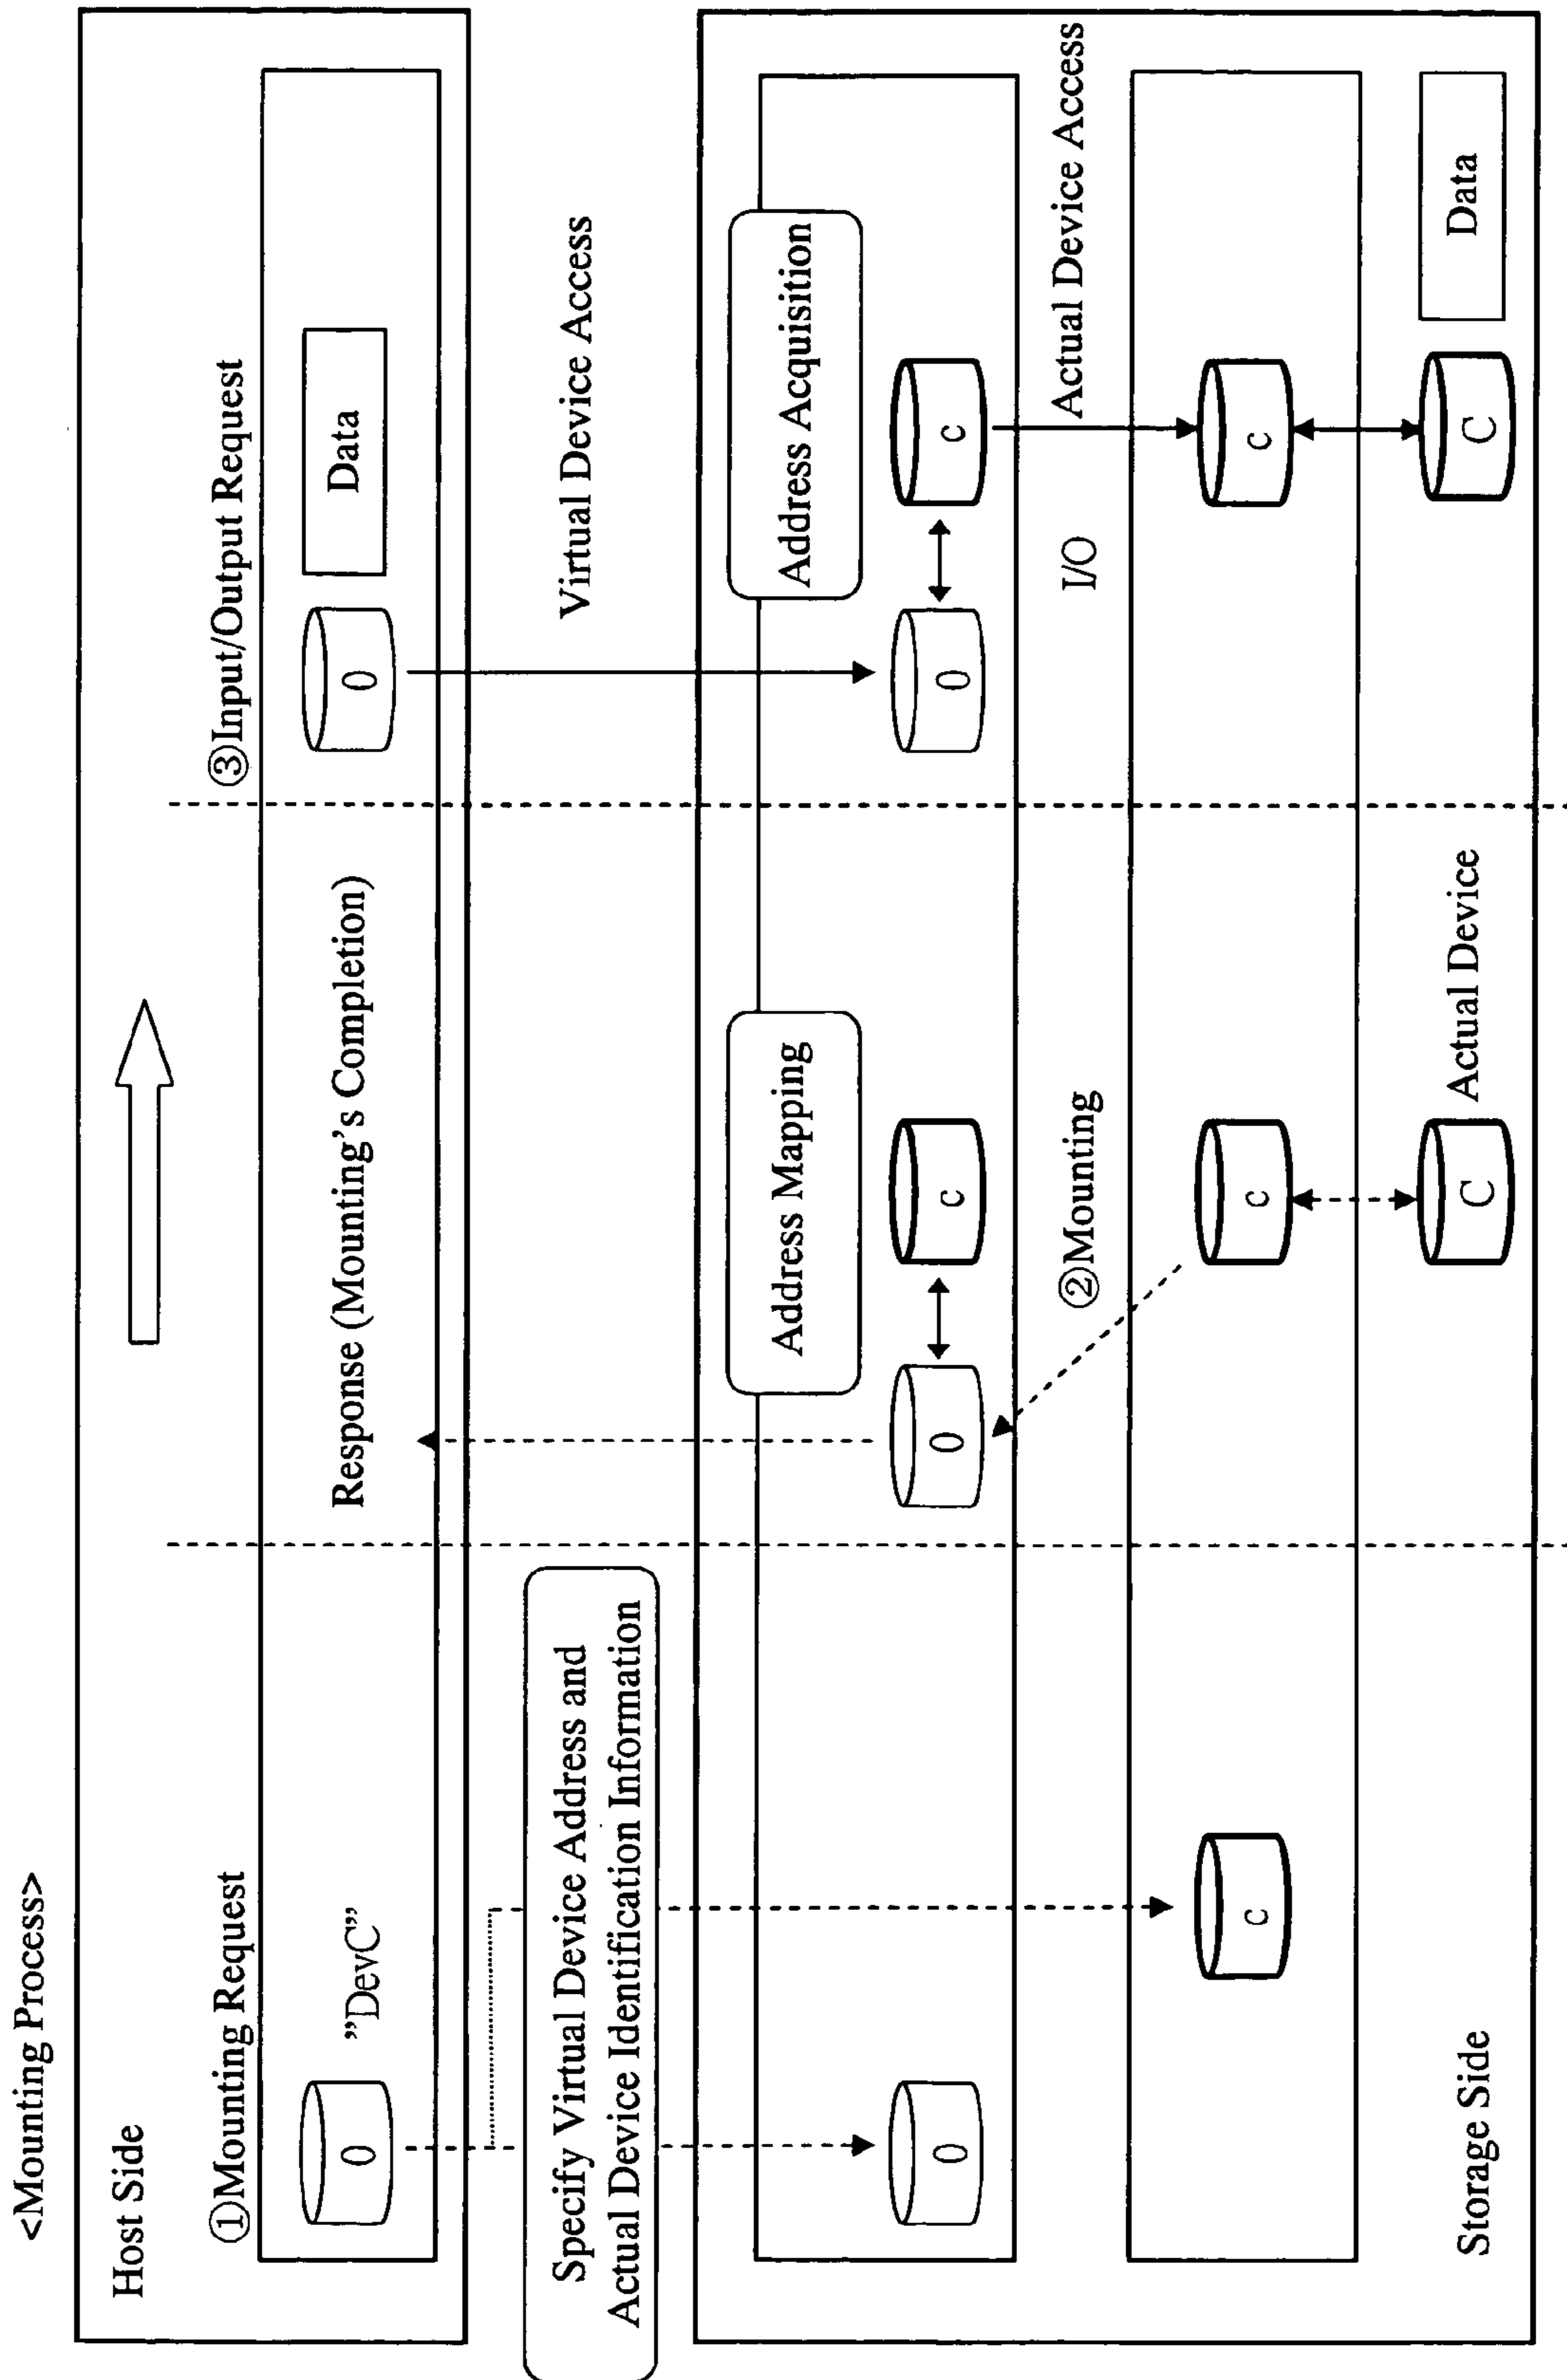 <Mounting Process>
Host Side
①Mounting Request
③Input/Output Request
0
”DevC”
Response (Mounting’s Completion)
0
Data
Specify Virtual Device Address and
Actual Device Identification Information
Virtual Device Access
Address Mapping
Address Acquisition
0
0
c
0
c
②Mounting
I/O
Actual Device Access
c
c
c
C
Actual Device
C
Data
Storage Side